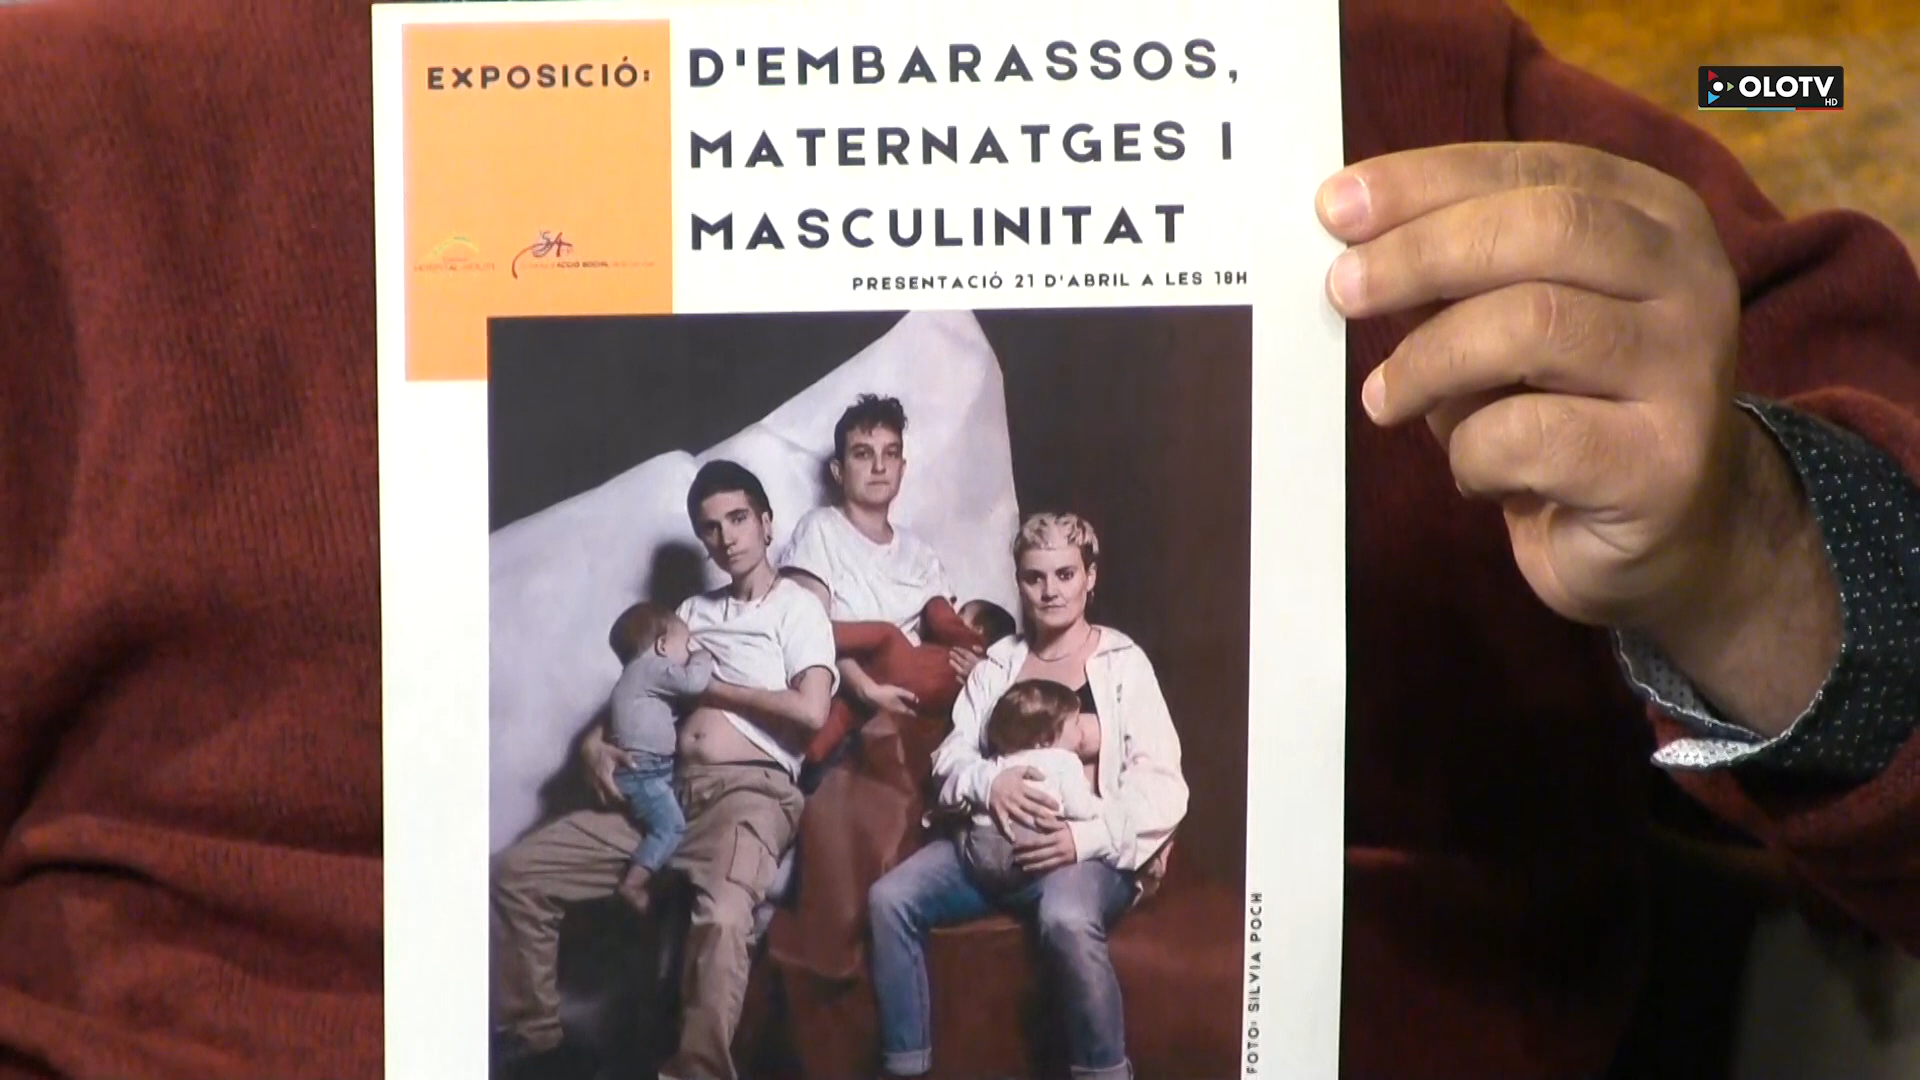 EXPOSICIÓ:
D'EMBARASSOS,
MATERNATGES I
MASCULINITAT
PRESENTACIÓ 21 D'ABRIL A LES 18H
FOTO: SILVIA POCH
OLOTV
HD